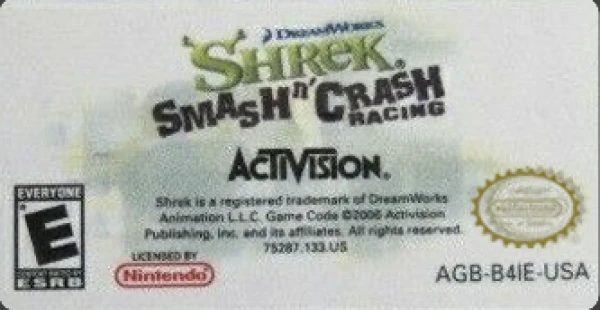 DREAMWORKS
SHREK
SMASH n' CRASH
RACING
ACTIVISION.
Shrek is a registered trademark of DreamWorks
Animation L.L.C. Game Code ©2006 Activision
Publishing, Inc. and its affiliates. All rights reserved.
75287.133.US
EVERYONE
E
ESRB
LICENSED BY
Nintendo
AGB-B4IE-USA